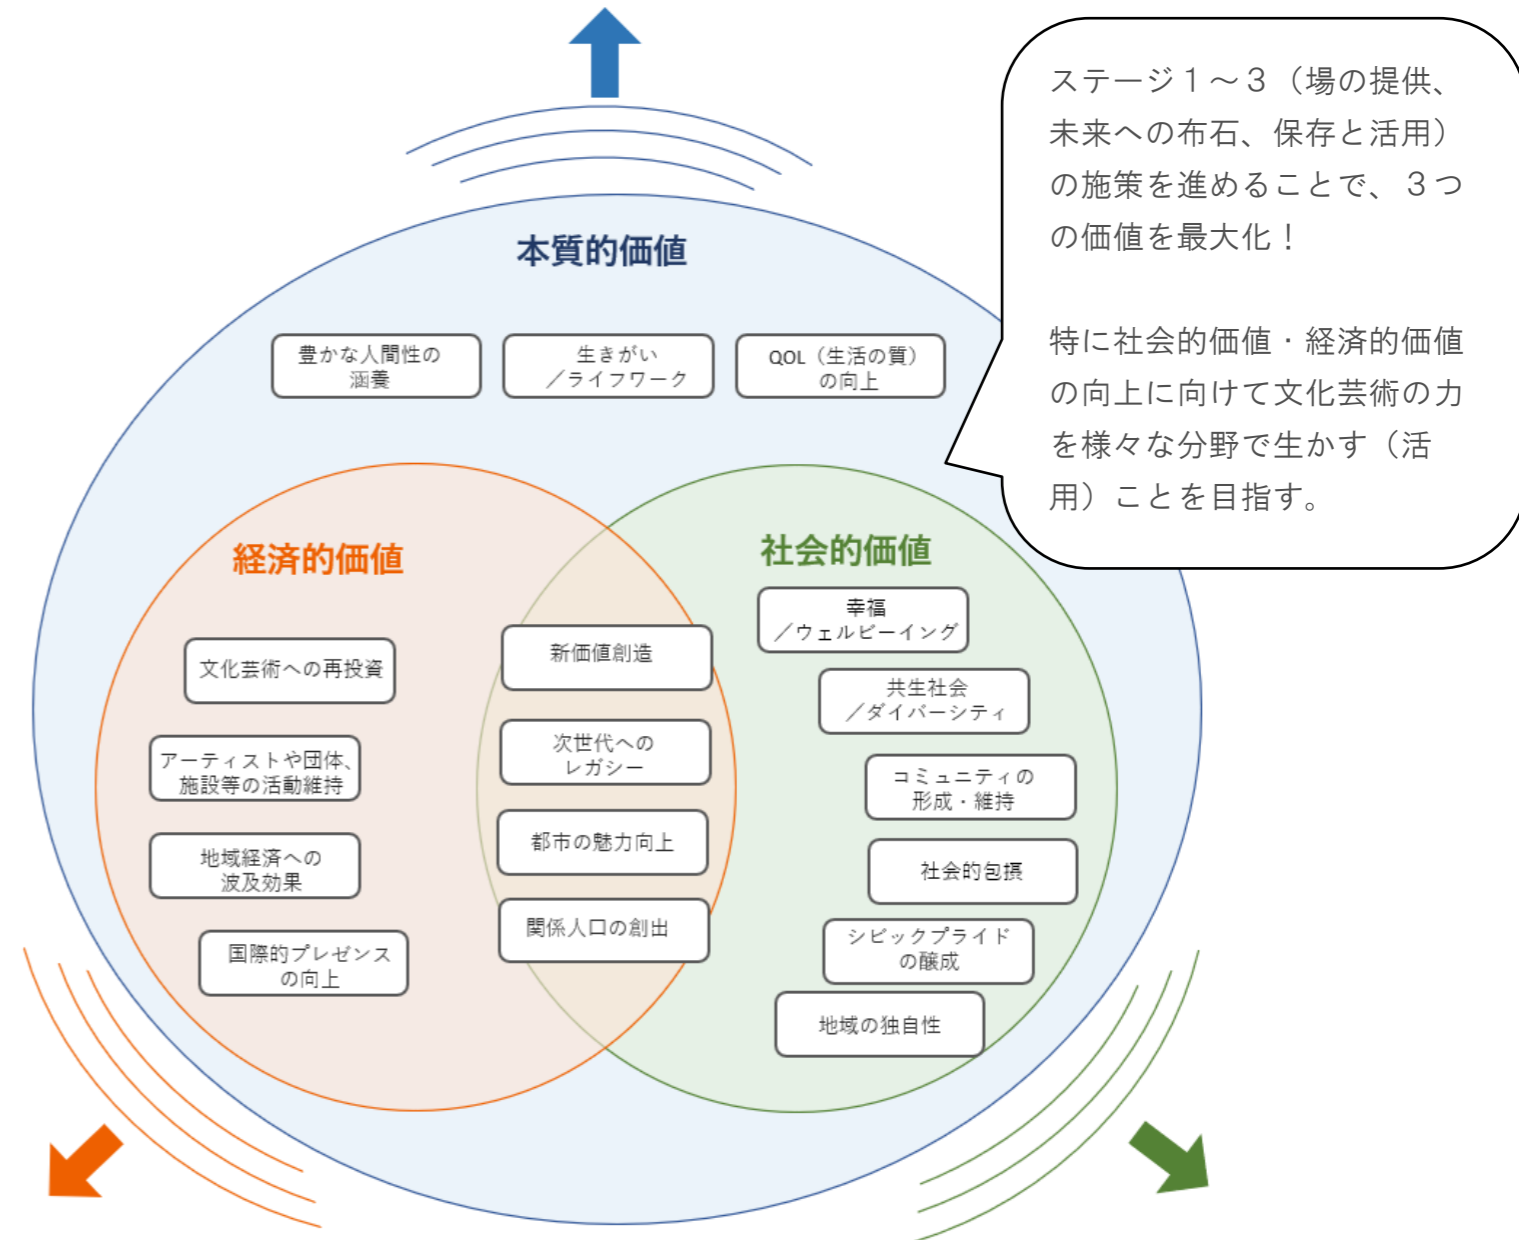 ステージ１～３（場の提供、
未来への布石、保存と活用）
の施策を進めることで、３つ
の価値を最大化！
特に社会的価値・経済的価値
の向上に向けて文化芸術の力
を様々な分野で生かす（活
用）ことを目指す。
本質的価値
豊かな人間性の
涵養
生きがい
／ライフワーク
QOL（生活の質）
の向上
経済的価値
文化芸術への再投資
アーティストや団体、
施設等の活動維持
地域経済への
波及効果
国際的プレゼンス
の向上
新価値創造
次世代への
レガシー
都市の魅力向上
関係人口の創出
社会的価値
幸福
／ウェルビーイング
共生社会
／ダイバーシティ
コミュニティの
形成・維持
社会的包摂
シビックプライド
の醸成
地域の独自性